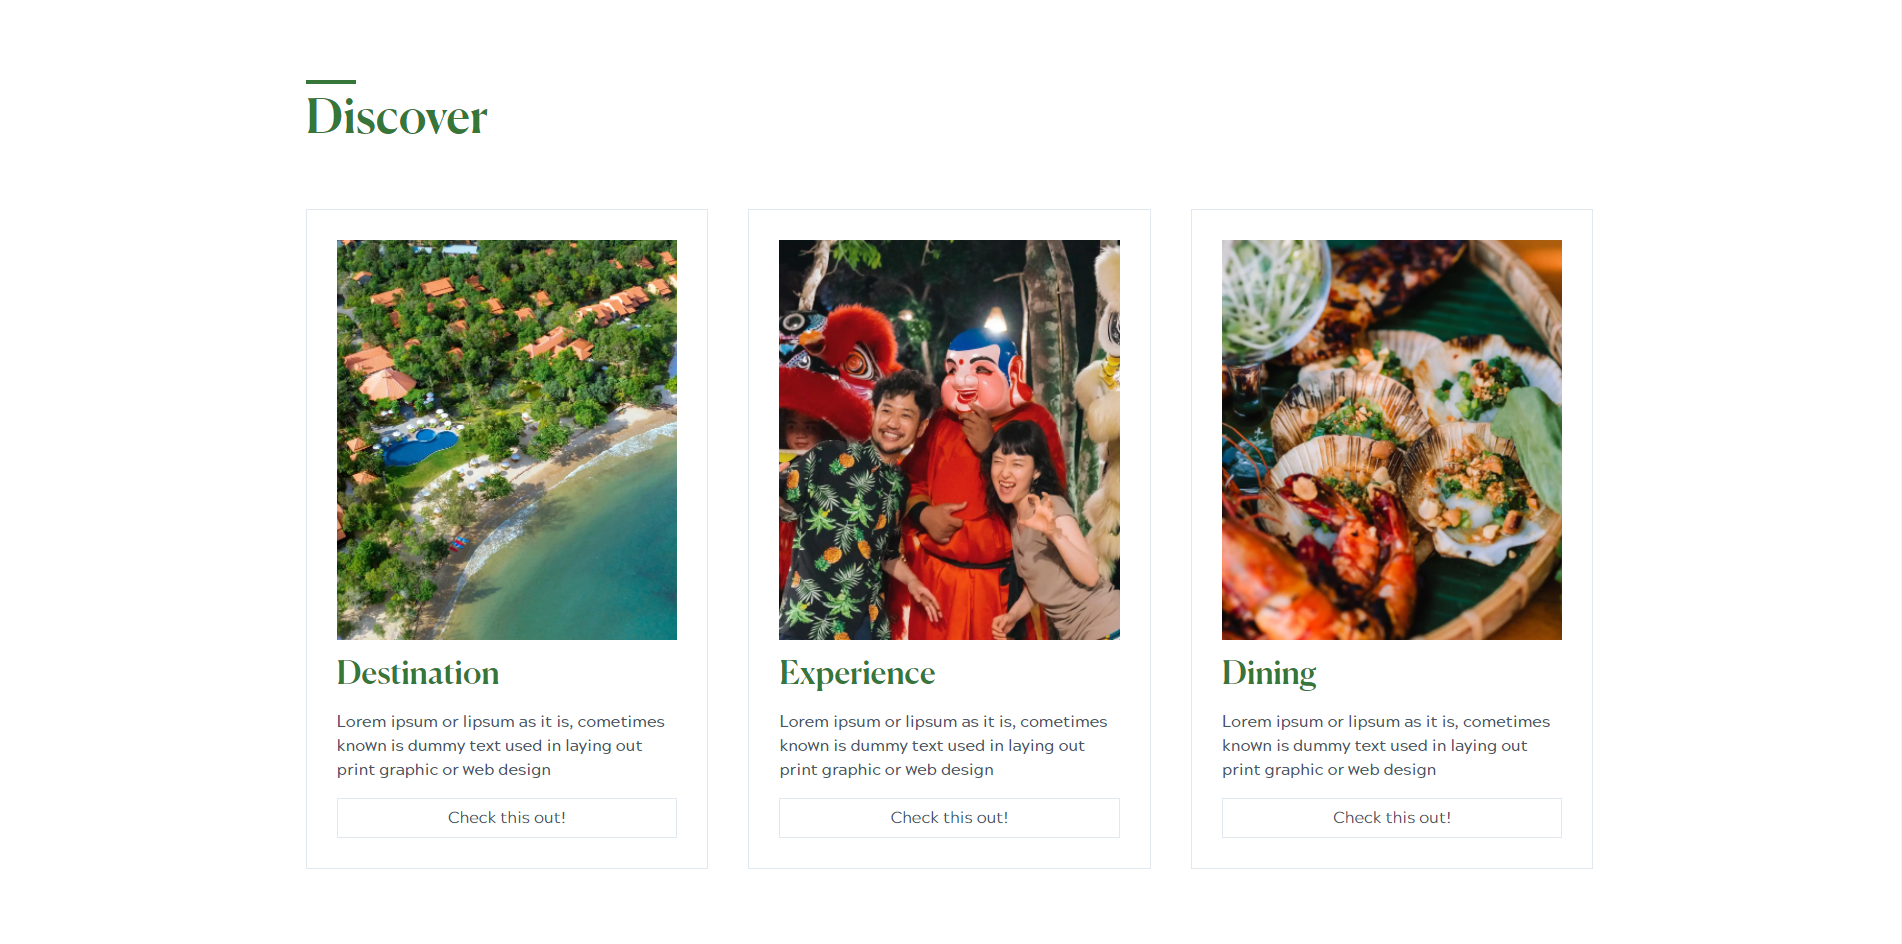 Discover
Destination
Lorem ipsum or lipsum as it is, cometimes
known is dummy text used in laying out
print graphic or web design
Check this out!
Experience
Lorem ipsum or lipsum as it is, cometimes
known is dummy text used in laying out
print graphic or web design
Check this out!
Dining
Lorem ipsum or lipsum as it is, cometimes
known is dummy text used in laying out
print graphic or web design
Check this out!